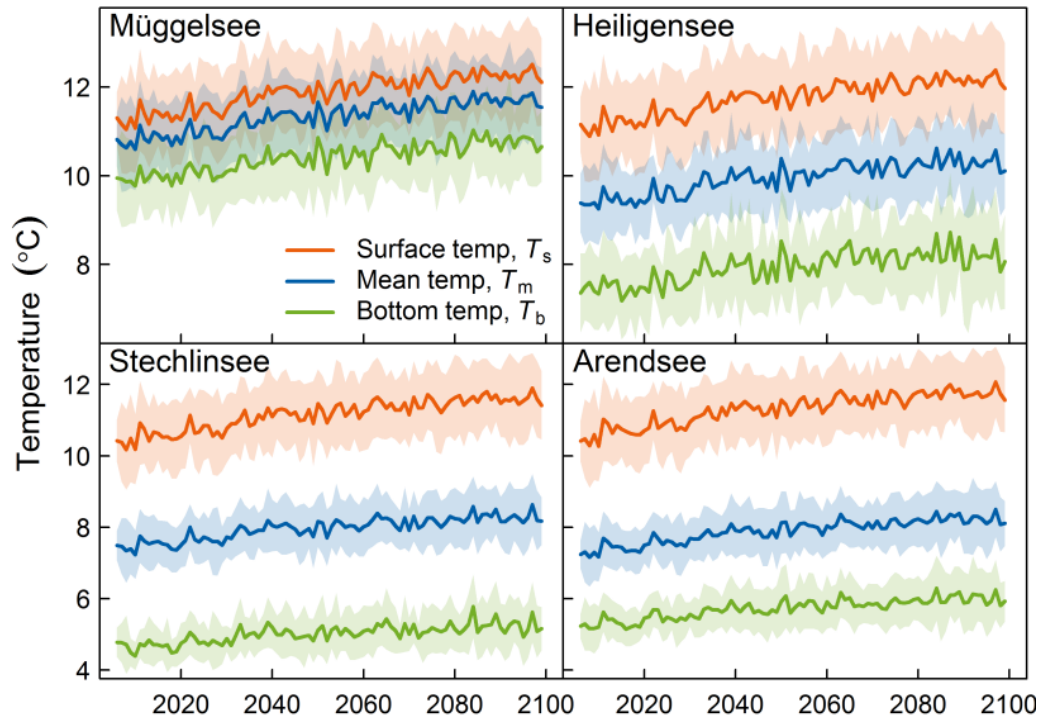 Müggelsee
Heiligensee
12
10
8
Surface temp, Ts
Mean temp, Tm
Bottom temp, Tb
Temperature (°C)
Stechlinsee
Arendsee
12
10
8
6
4
2020 2040 2060 2080 2100 2020 2040 2060 2080 2100